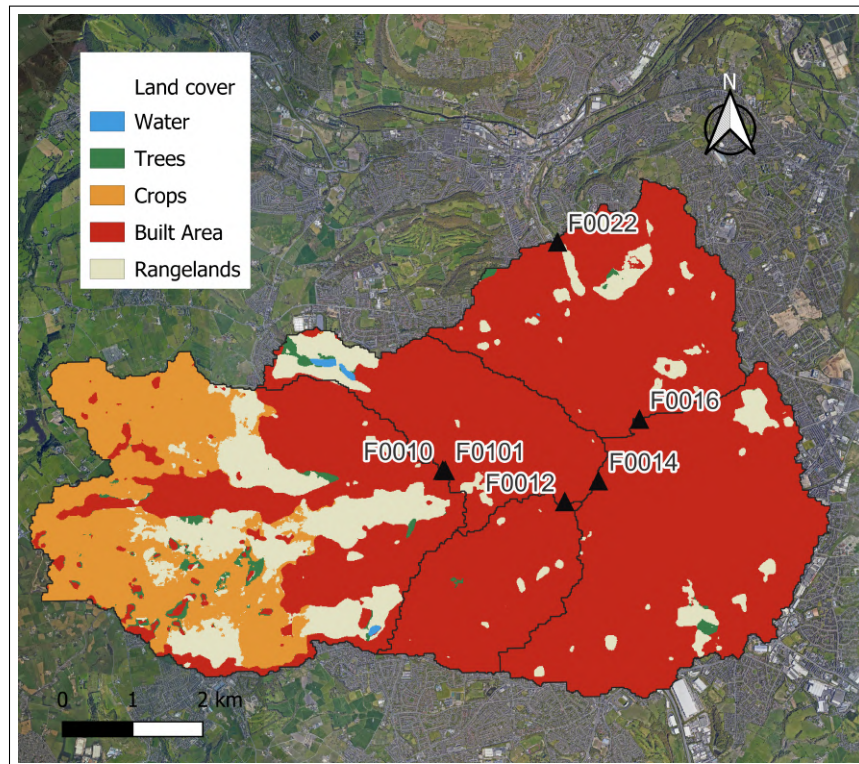 Land cover
Water
Trees
Crops
Built Area
Rangelands
N
F0022
F0016
F0010 F0101
F0014
F0012
0 1 2 km